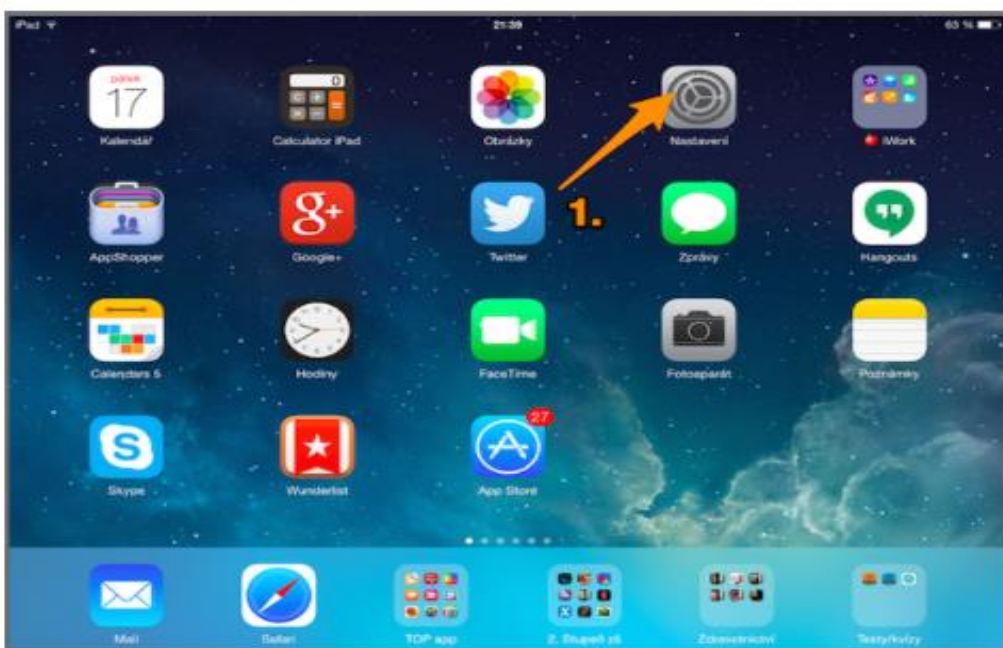 iPad 21:39 63 %
pátek
17
0
Kalendář Calculator iPad Obrázky Nastavení iWork
1.
g+
AppShopper Google+ Twitter Zprávy Hangouts
Calendars 5 Hodiny FaceTime Fotoaparát Poznámky
27
S
Skype Wunderlist App Store
Mail Safari TOP app 2. Stupeň zš Zdravotnictví Testy/kvízy